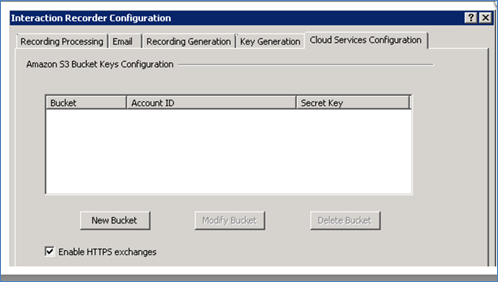 Interaction Recorder Configuration
Recording Processing Email Recording Generation Key Generation Cloud Services Configuration
Amazon S3 Bucket Keys Configuration
Bucket Account ID Secret Key
New Bucket Modify Bucket Delete Bucket
Enable HTTPS exchanges